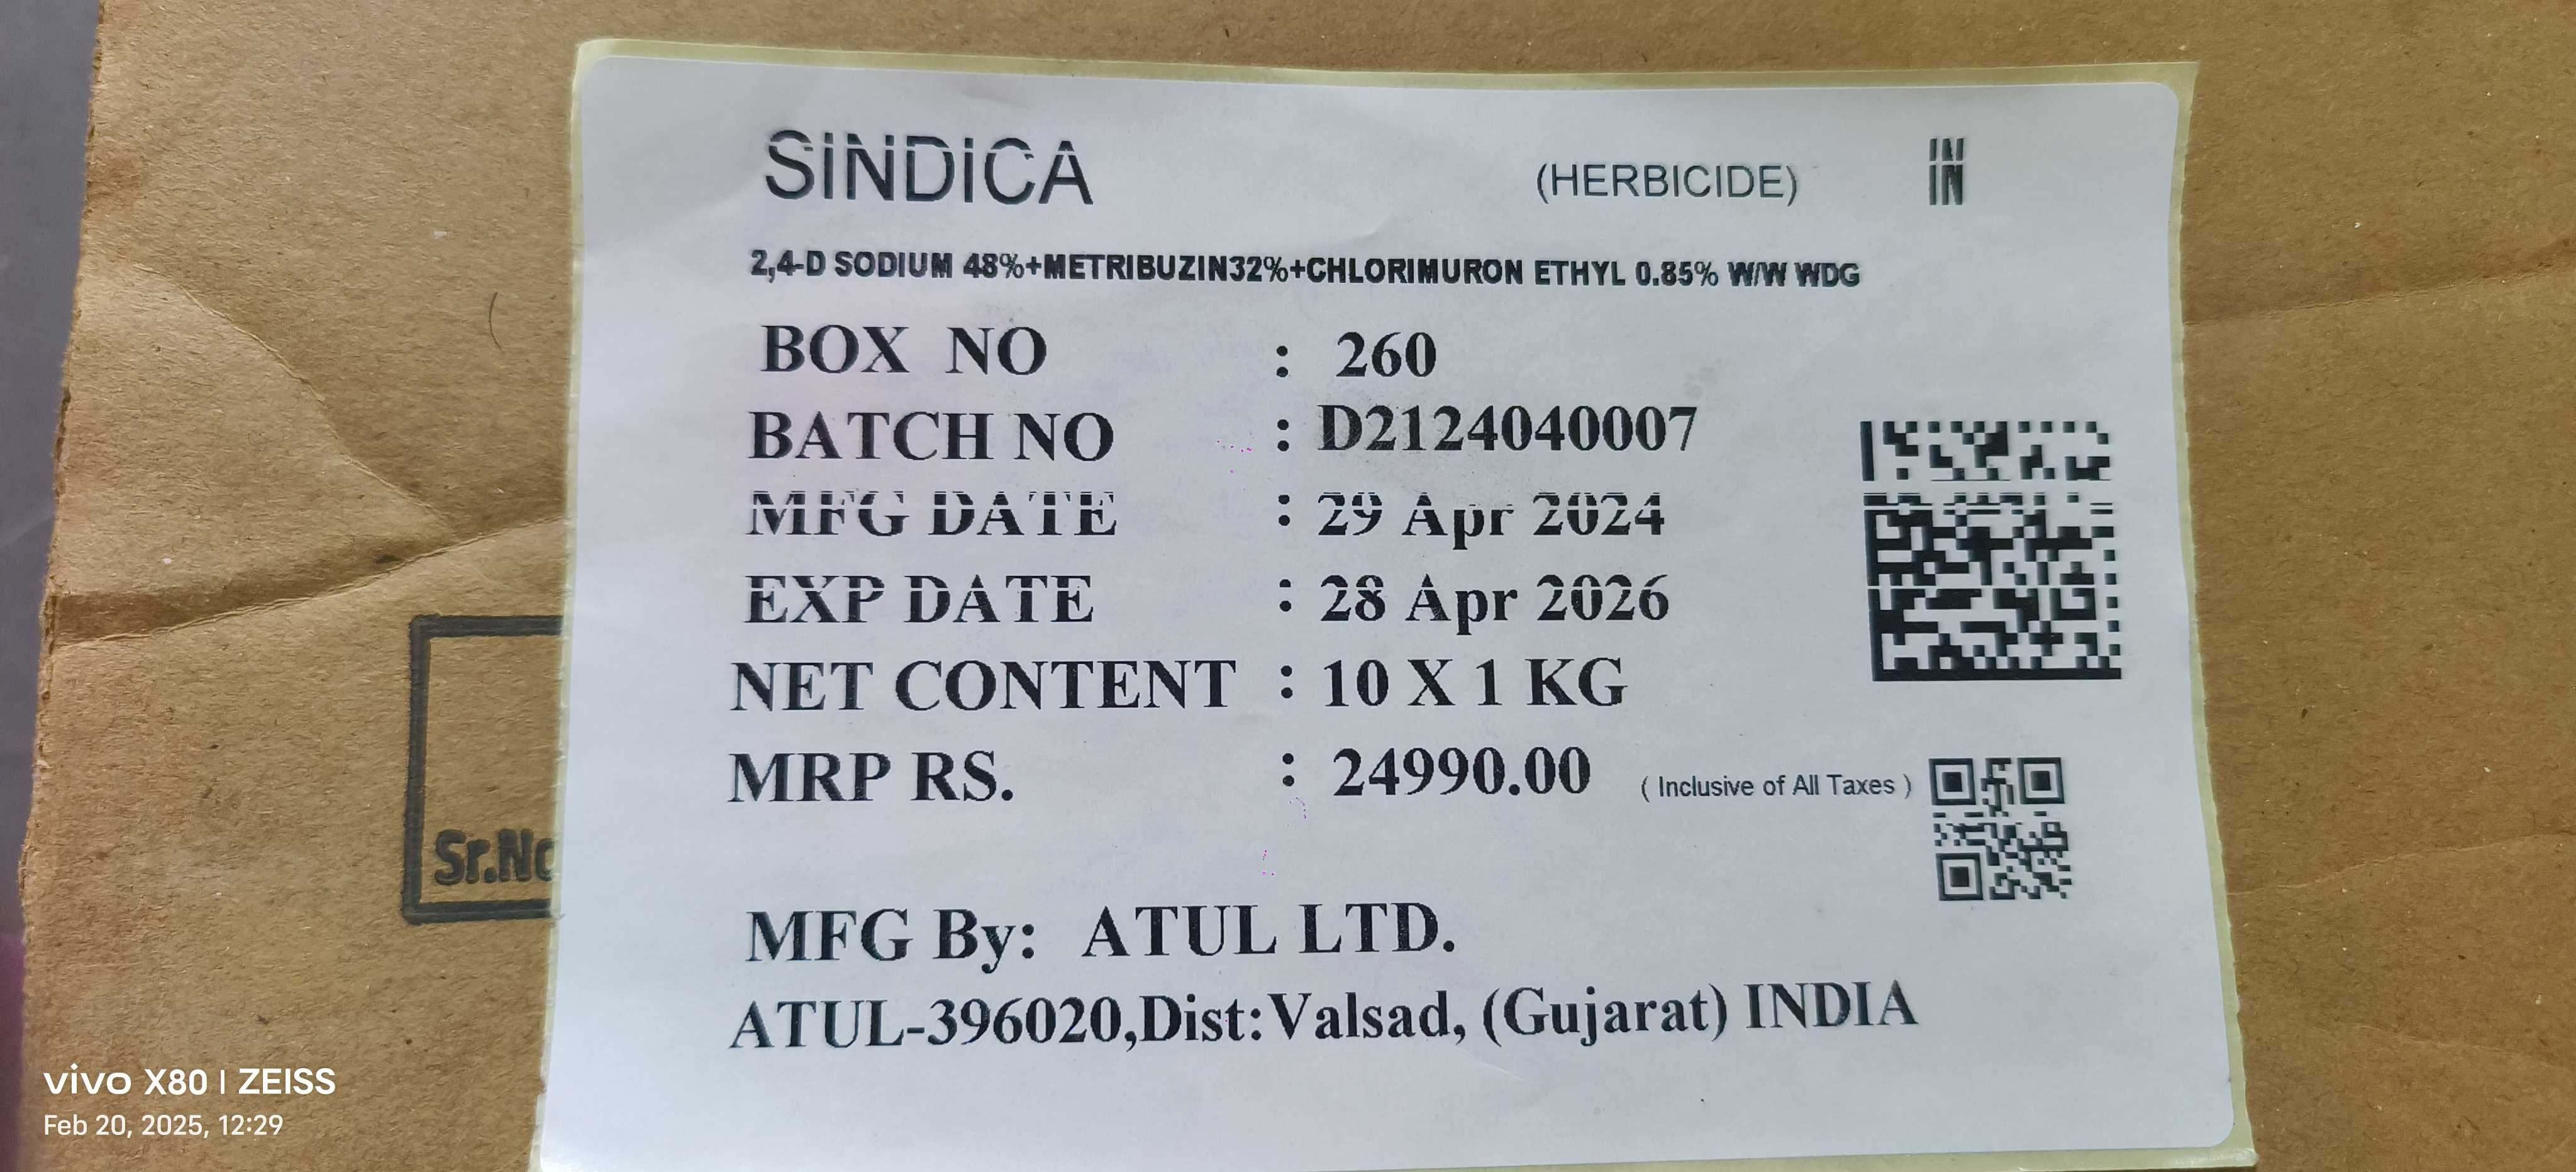 SiNDiCA (HERBICIDE) IN
2,4-D SODIUM 48%+METRIBUZIN32%+CHLORIMURON ETHYL 0.85% W/W WDG
BOX NO : 260
BATCH NO : D2124040007
MFG DATE : 29 Apr 2024
EXP DATE : 28 Apr 2026
NET CONTENT : 10 X 1 KG
MRP RS. : 24990.00 ( Inclusive of All Taxes )
Sr.No
MFG By: ATUL LTD.
ATUL-396020,Dist:Valsad, (Gujarat) INDIA
vivo X80 | ZEISS
Feb 20, 2025, 12:29